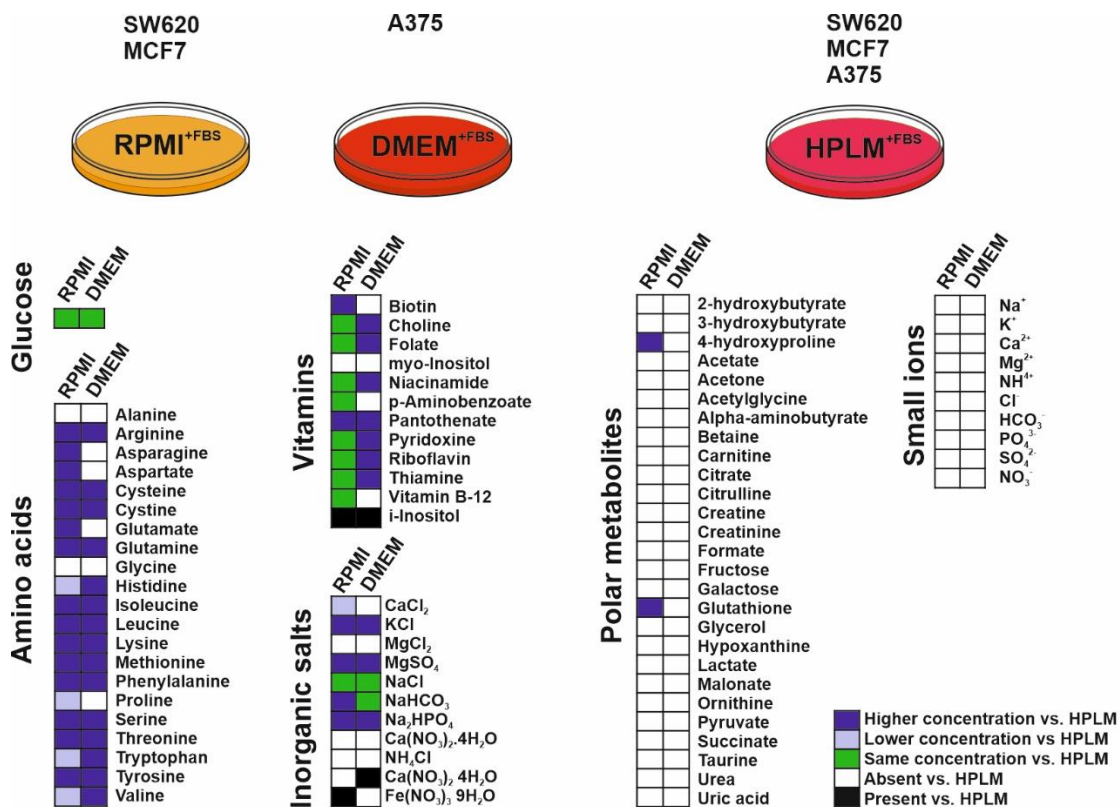 SW620
MCF7
A375
SW620
MCF7
A375
RPMI+FBS
DMEM+FBS
HPLM+FBS
Glucose
RPMI
DMEM
Amino acids
RPMI
DMEM
Alanine
Arginine
Asparagine
Aspartate
Cysteine
Cystine
Glutamate
Glutamine
Glycine
Histidine
Isoleucine
Leucine
Lysine
Methionine
Phenylalanine
Proline
Serine
Threonine
Tryptophan
Tyrosine
Valine
Vitamins
RPMI
DMEM
Biotin
Choline
Folate
myo-Inositol
Niacinamide
p-Aminobenzoate
Pantothenate
Pyridoxine
Riboflavin
Thiamine
Vitamin B-12
i-Inositol
Inorganic salts
RPMI
DMEM
CaCl₂
KCl
MgCl₂
MgSO₄
NaCl
NaHCO₃
Na₂HPO₄
Ca(NO₃)₂.4H₂O
NH₄Cl
Ca(NO₃)₂ 4H₂O
Fe(NO₃)₃ 9H₂O
Polar metabolites
RPMI
DMEM
2-hydroxybutyrate
3-hydroxybutyrate
4-hydroxyproline
Acetate
Acetone
Acetylglycine
Alpha-aminobutyrate
Betaine
Carnitine
Citrate
Citrulline
Creatine
Creatinine
Formate
Fructose
Galactose
Glutathione
Glycerol
Hypoxanthine
Lactate
Malonate
Ornithine
Pyruvate
Succinate
Taurine
Urea
Uric acid
Small ions
RPMI
DMEM
Na⁺
K⁺
Ca²⁺
Mg²⁺
NH⁴⁺
Cl⁻
HCO₃⁻
PO₄³⁻
SO₄²⁻
NO₃⁻
Higher concentration vs. HPLM
Lower concentration vs HPLM
Same concentration vs. HPLM
Absent vs. HPLM
Present vs. HPLM